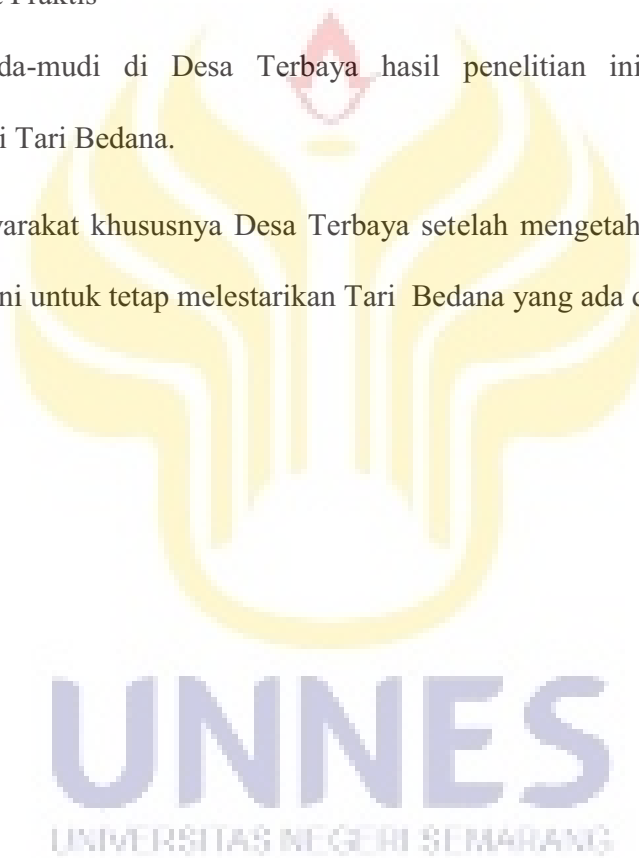 Praktis
da-mudi di Desa Terbaya hasil penelitian ini
i Tari Bedana.
yarakat khususnya Desa Terbaya setelah mengetah
ni untuk tetap melestarikan Tari Bedana yang ada d
UNNES
UNIVERSITAS NEGERI SEMARANG